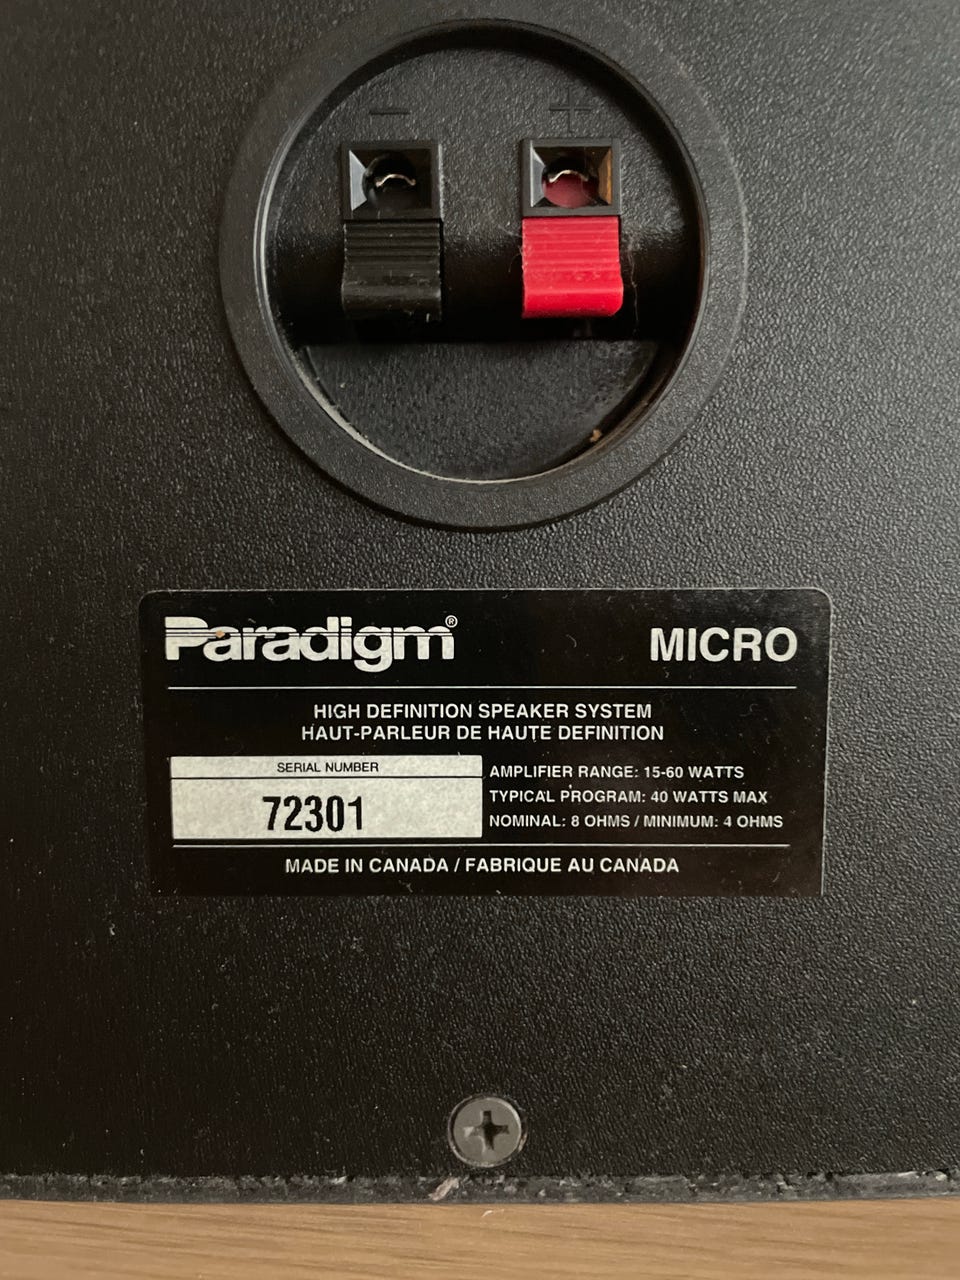 − +
Paradigm® MICRO
HIGH DEFINITION SPEAKER SYSTEM
HAUT-PARLEUR DE HAUTE DEFINITION
SERIAL NUMBER
72301
AMPLIFIER RANGE: 15-60 WATTS
TYPICAL PROGRAM: 40 WATTS MAX
NOMINAL: 8 OHMS / MINIMUM: 4 OHMS
MADE IN CANADA / FABRIQUE AU CANADA